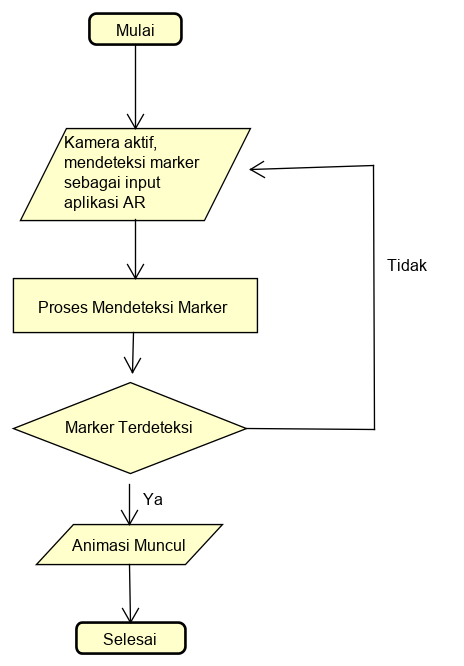 Mulai
Kamera aktif,
mendeteksi marker
sebagai input
aplikasi AR
Tidak
Proses Mendeteksi Marker
Marker Terdeteksi
Ya
Animasi Muncul
Selesai